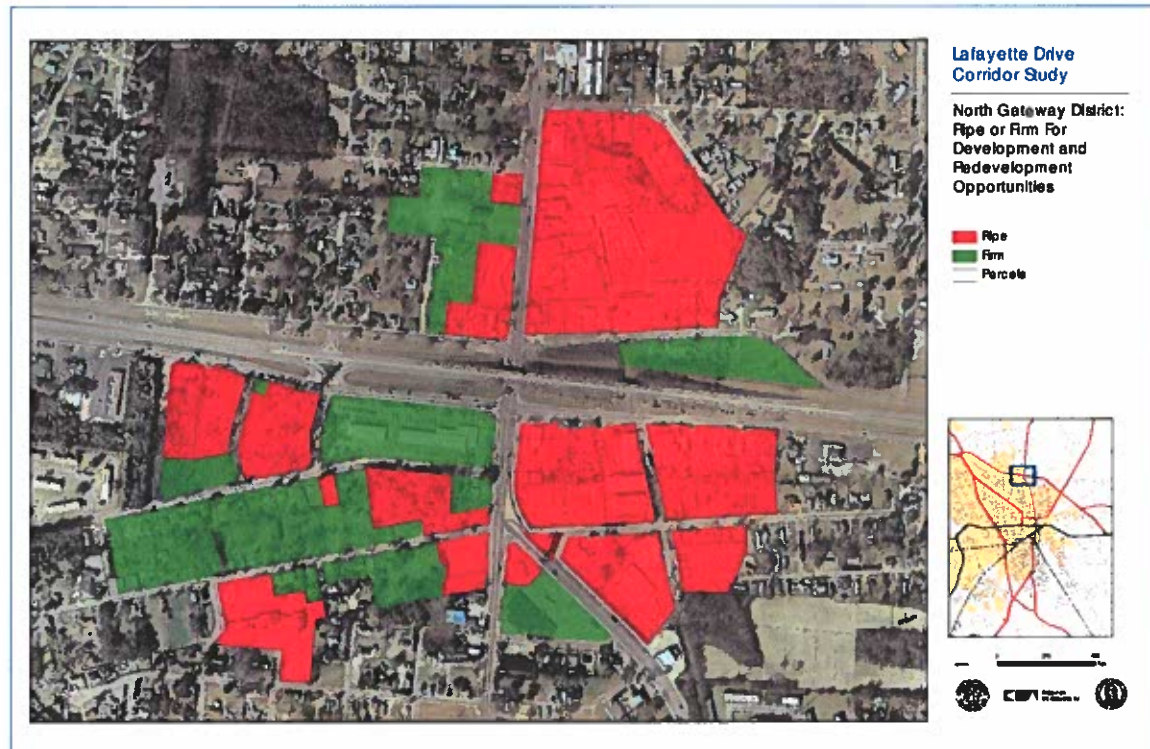 Lafayette Drive
Corridor Study
North Gateway District:
Ripe or Firm For
Development and
Redevelopment
Opportunities
Ripe
Firm
Parcels